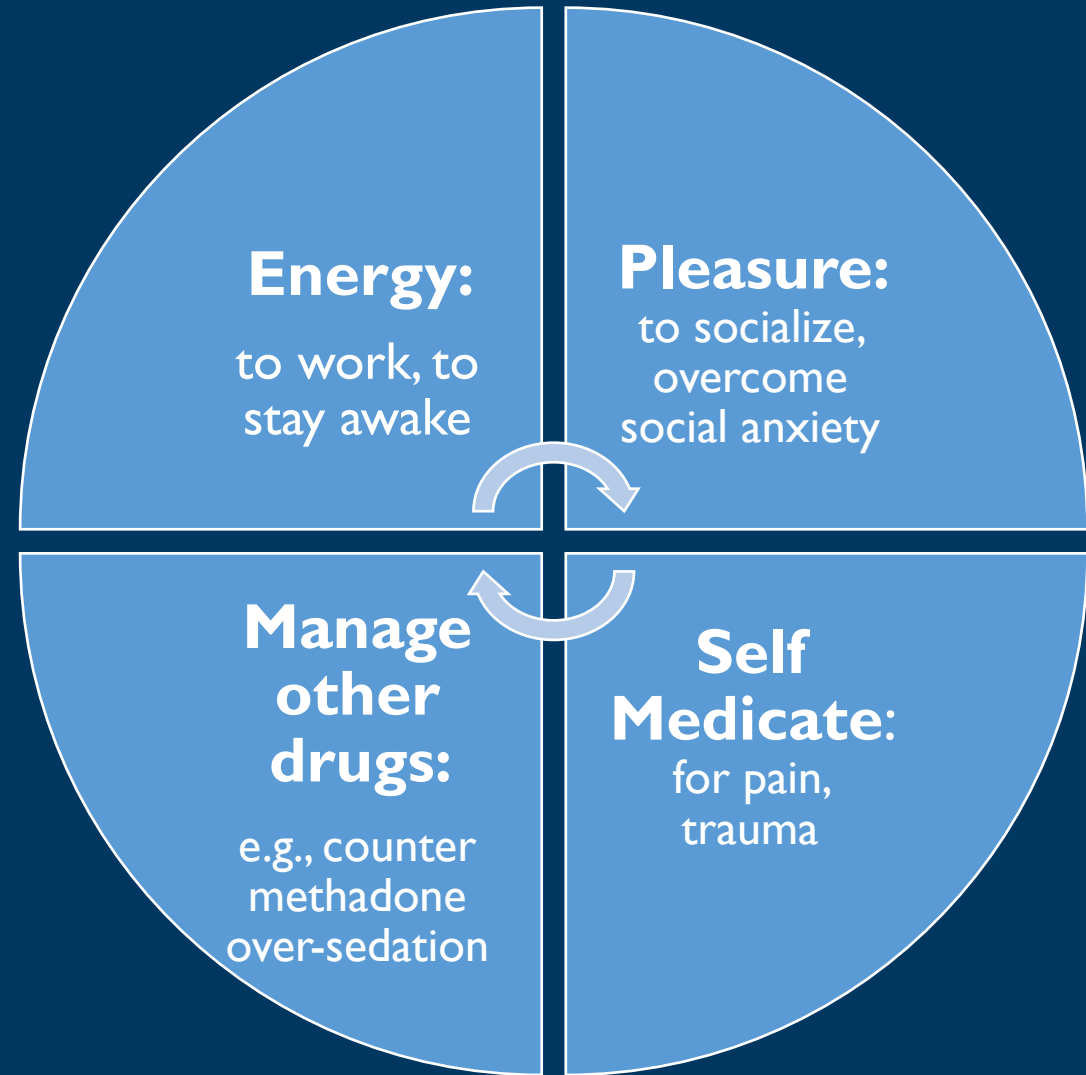 Energy:
to work, to
stay awake
Pleasure:
to socialize,
overcome
social anxiety
Manage
other
drugs:
e.g., counter
methadone
over-sedation
Self
Medicate:
for pain,
trauma